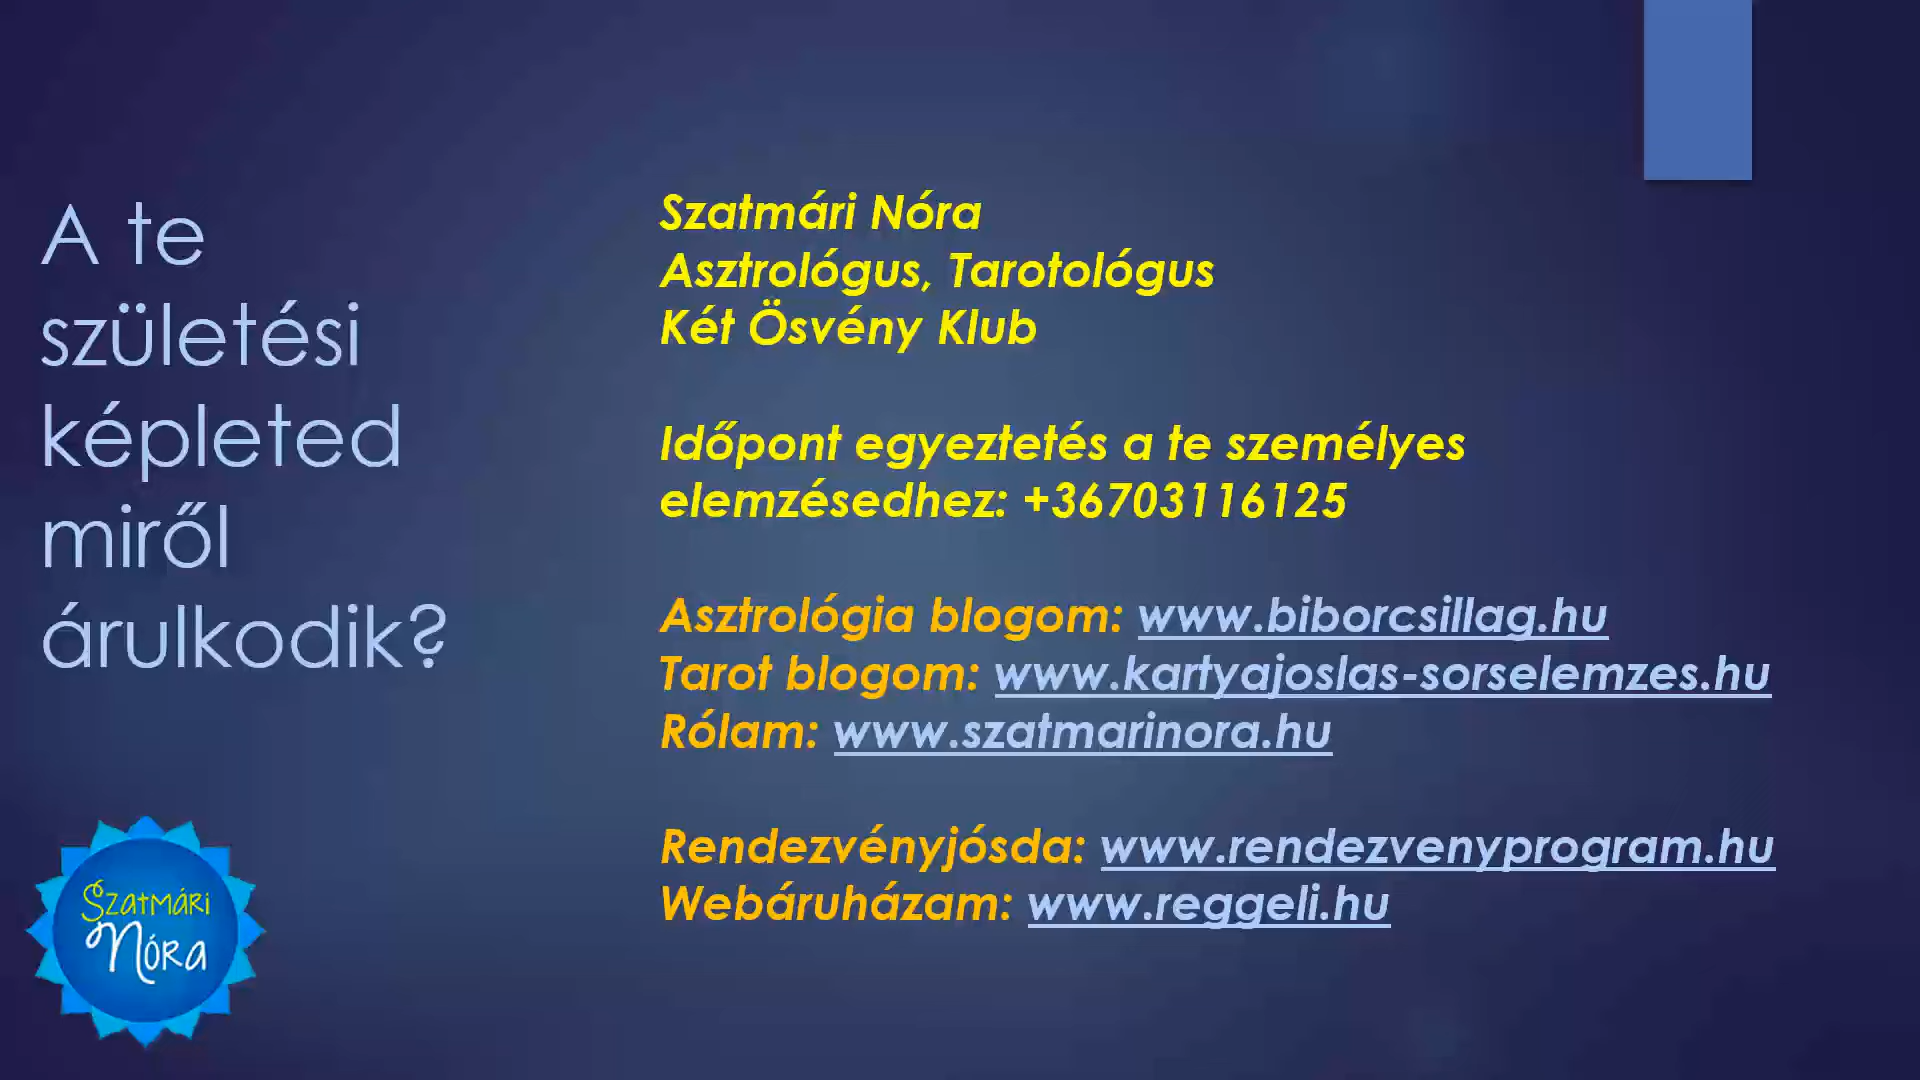 A te
születési
képleted
miről
árulkodik?
Szatmári Nóra
Asztrológus, Tarotológus
Két Ösvény Klub
Időpont egyeztetés a te személyes
elemzésedhez: +36703116125
Asztrológia blogom: www.biborcsillag.hu
Tarot blogom: www.kartyajoslas-sorselemzes.hu
Rólam: www.szatmarinora.hu
Rendezvényjósda: www.rendezvenyprogram.hu
Webáruházam: www.reggeli.hu
Szatmári
Nóra